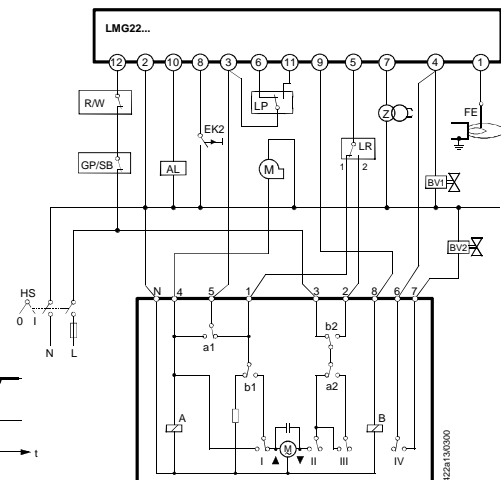 LMG22...
12 2 10 8 3 6 11 9 5 7 4 1
R/W
LP
Z
FE
EK2
GP/SB
AL
M
LR
1 2
BV1
BV2
HS
0 I
N L
N 4 5 1 3 2 8 6 7
a1
b2
b1
a2
A
B
M
I II III IV
t
422a13/0300